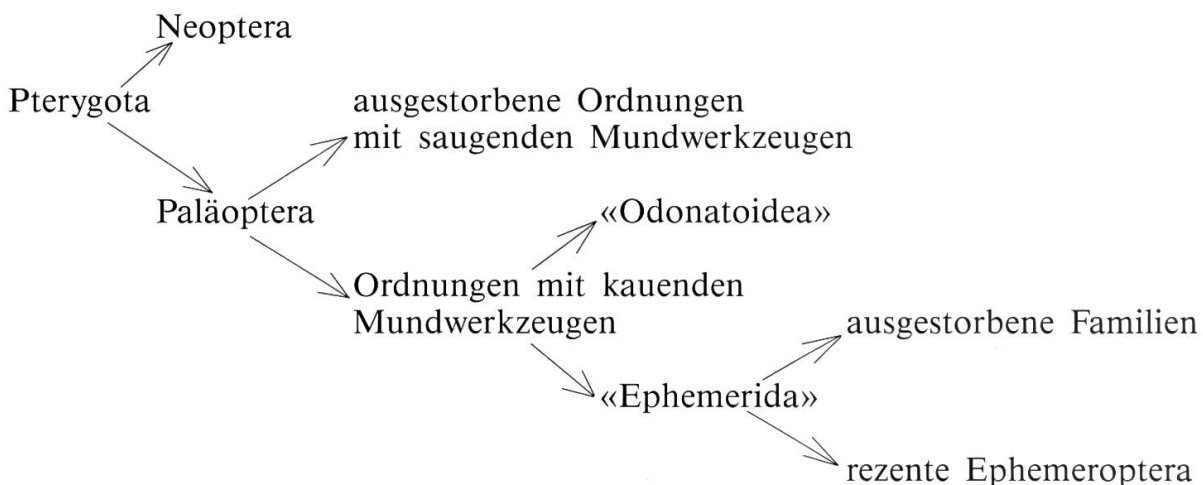 Neoptera
Pterygota
ausgestorbene Ordnungen
mit saugenden Mundwerkzeugen
Paläoptera
«Odonatoidea»
Ordnungen mit kauenden
Mundwerkzeugen
ausgestorbene Familien
«Ephemerida»
rezente Ephemeroptera